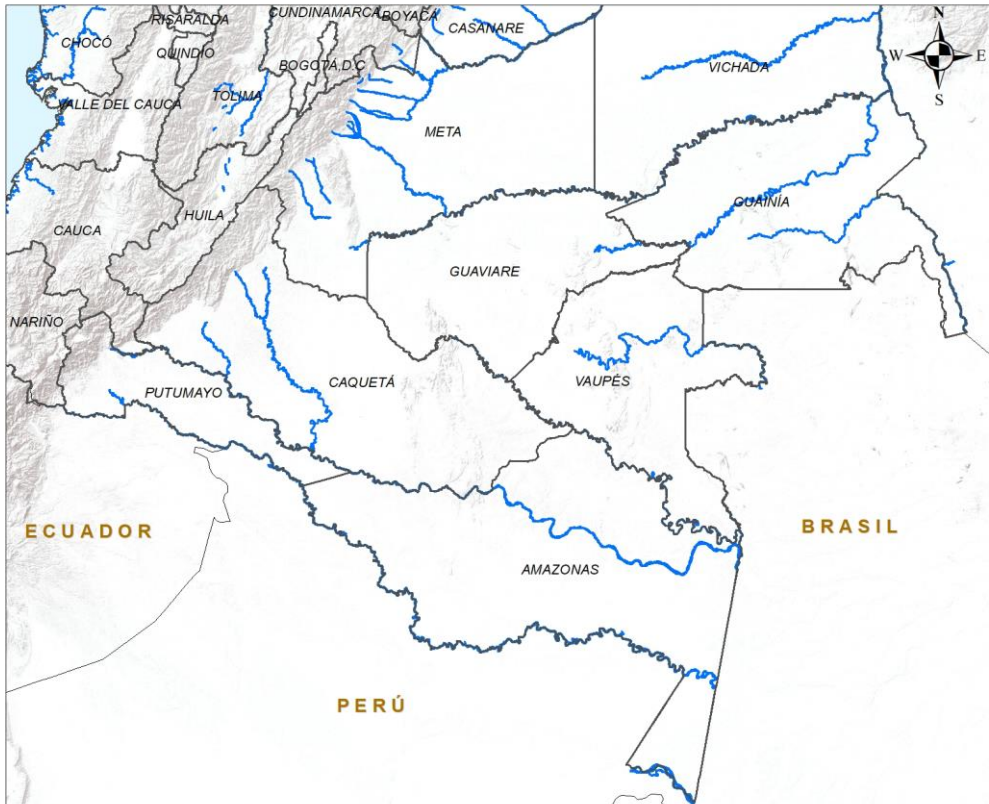 CUNDINAMARCA
BOYACÁ
RISARALDA
CASANARE
N
CHOCÓ
QUINDIO
W
E
BOGOTA,D.C
VICHADA
TOLIMA
S
VALLE DEL CAUCA
META
GUAINÍA
HUILA
CAUCA
GUAVIARE
NARIÑO
CAQUETÁ
VAUPÉS
PUTUMAYO
ECUADOR
BRASIL
AMAZONAS
PERÚ